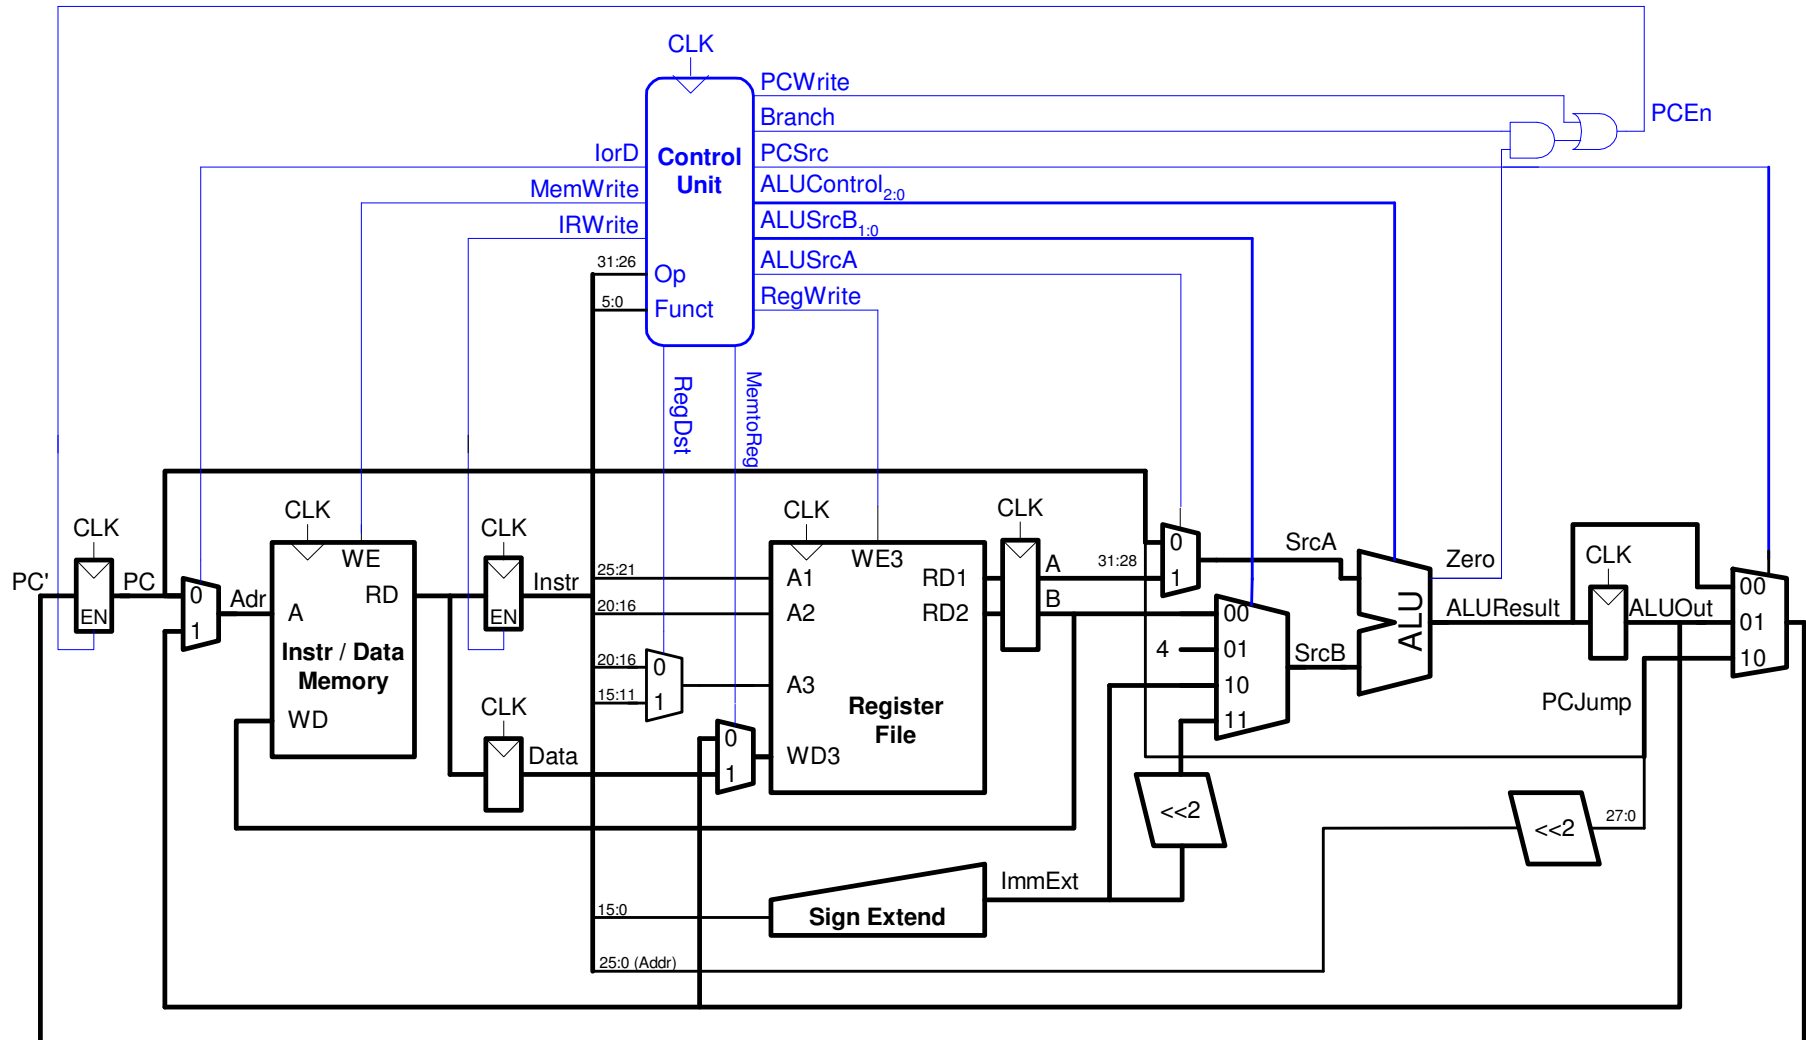 CLK
PCWrite
Branch
PCEn
IorD
Control
Unit
PCSrc
MemWrite
ALUControl2:0
IRWrite
ALUSrcB1:0
31:26
Op
ALUSrcA
5:0
Funct
RegWrite
RegDst
MemtoReg
CLK
CLK
CLK
CLK
CLK
CLK
PC'
EN
PC
0
1
Adr
WE
A
RD
Instr / Data
Memory
WD
EN
Instr
CLK
Data
25:21
20:16
20:16
15:11
0
1
0
1
WE3
A1
A2
A3
WD3
RD1
RD2
Register
File
A
B
31:28
0
1
SrcA
4
00
01
10
11
SrcB
ALU
Zero
ALUResult
ALUOut
00
01
10
PCJump
<<2
<<2
27:0
ImmExt
15:0
Sign Extend
25:0 (Addr)